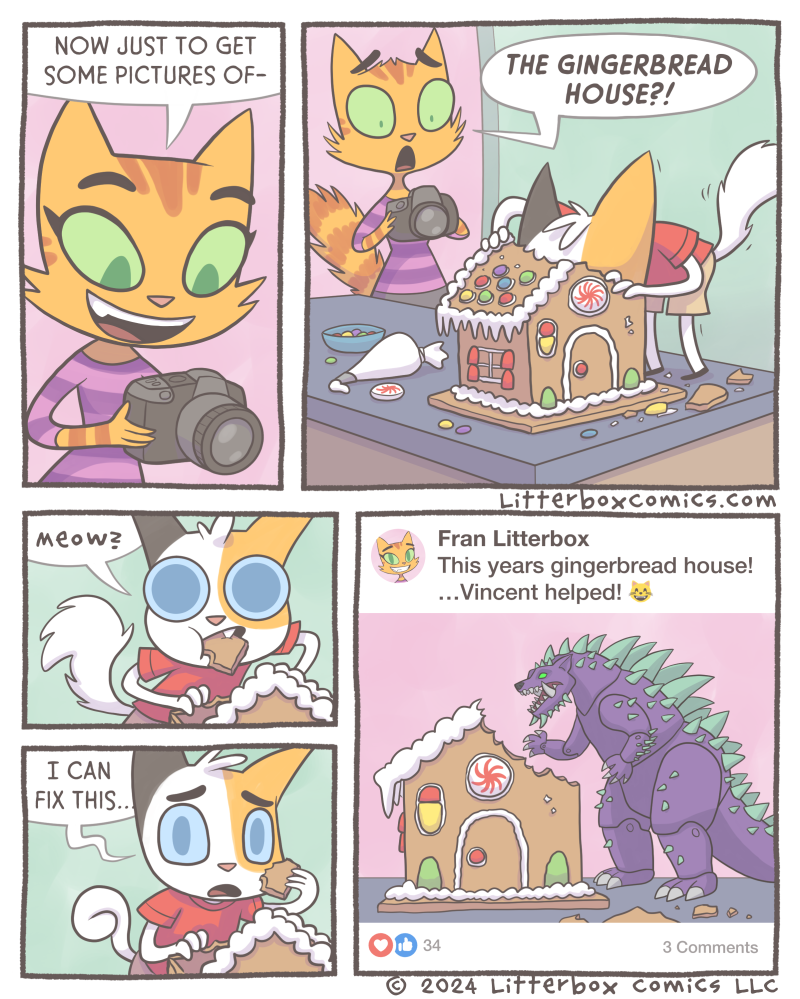 NOW JUST TO GET
SOME PICTURES OF-
THE GINGERBREAD
HOUSE?!
Litterboxcomics.com
meow?
I CAN
FIX THIS...
Fran Litterbox
This years gingerbread house!
...Vincent helped! 😹
34
3 Comments
© 2024 Litterbox Comics LLC